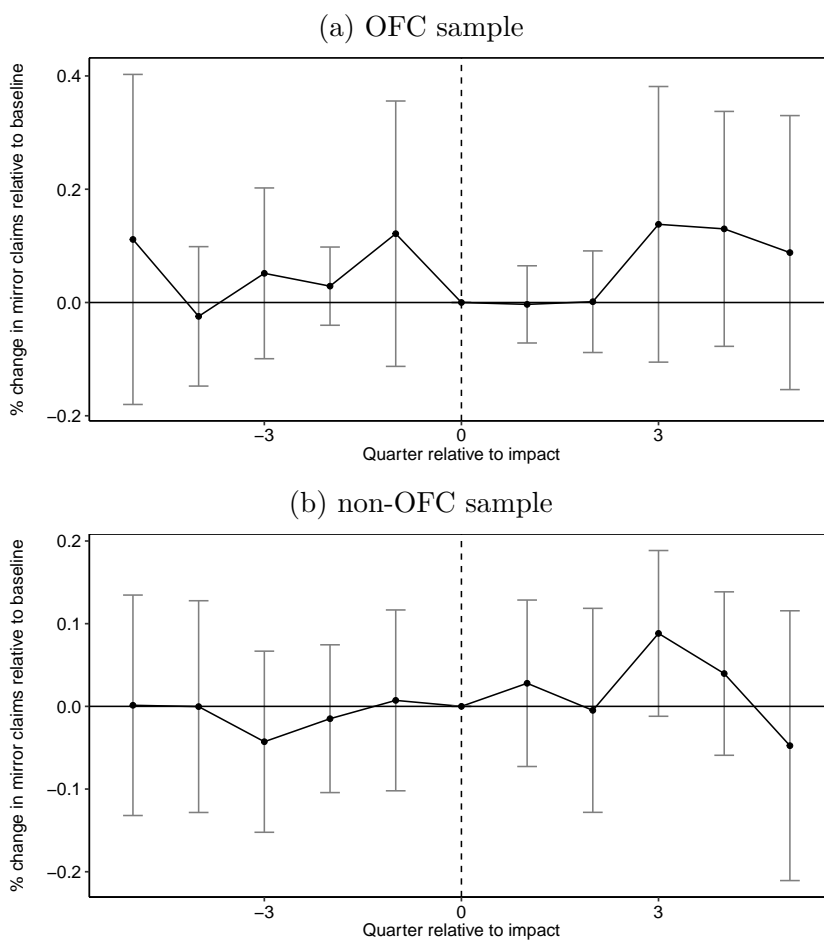 (a) OFC sample
% change in mirror claims relative to baseline
0.4
0.2
0.0
−0.2
−3 0 3
Quarter relative to impact
(b) non-OFC sample
% change in mirror claims relative to baseline
0.2
0.1
0.0
−0.1
−0.2
−3 0 3
Quarter relative to impact